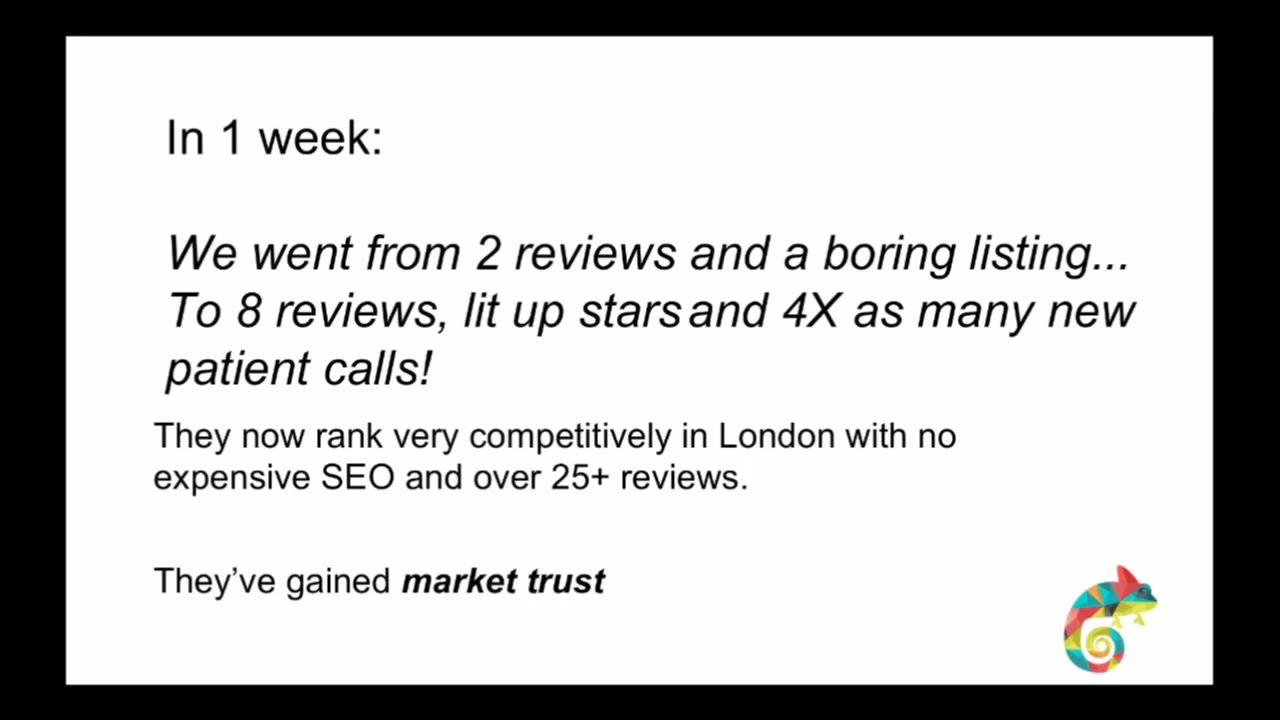 In 1 week:
We went from 2 reviews and a boring listing...
To 8 reviews, lit up stars and 4X as many new
patient calls!
They now rank very competitively in London with no
expensive SEO and over 25+ reviews.
They’ve gained market trust